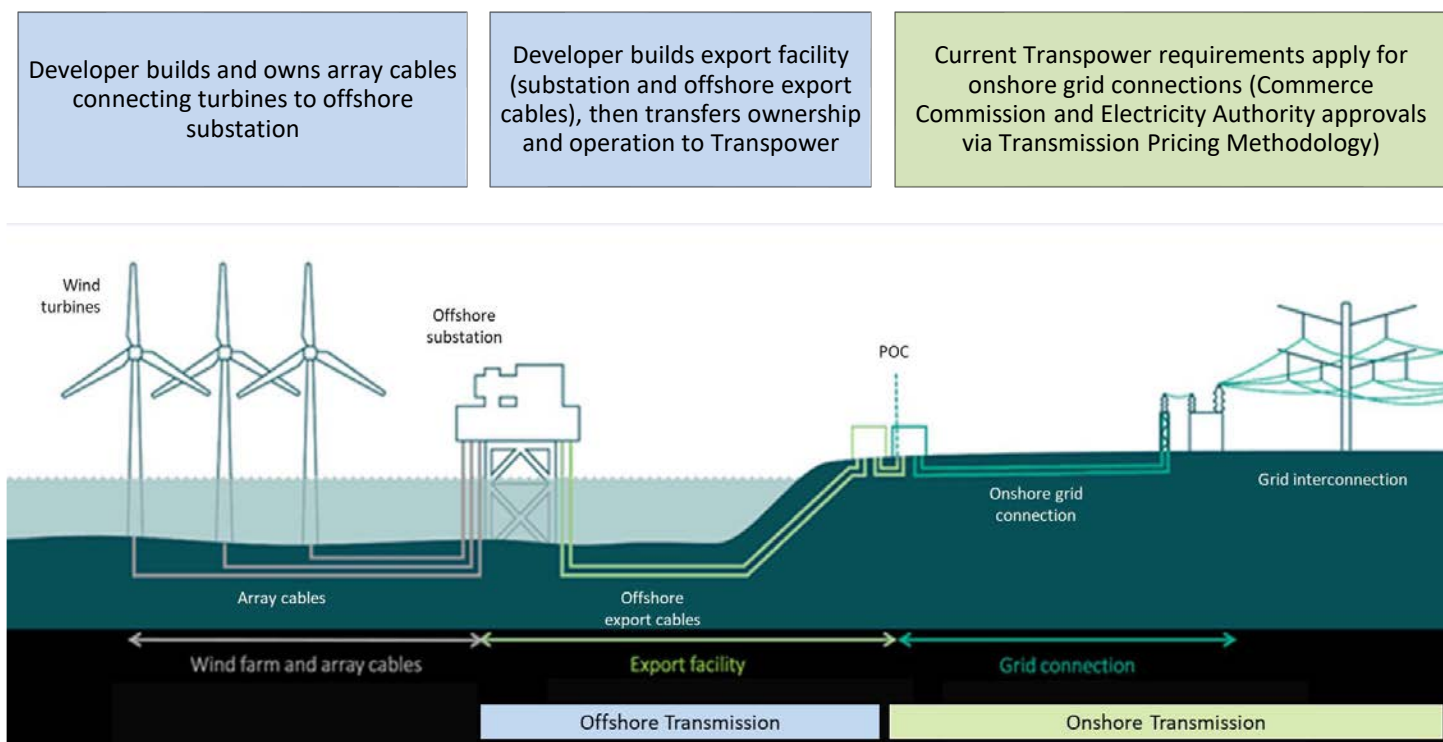 Developer builds and owns array cables
connecting turbines to offshore
substation
Developer builds export facility
(substation and offshore export
cables), then transfers ownership
and operation to Transpower
Current Transpower requirements apply for
onshore grid connections (Commerce
Commission and Electricity Authority approvals
via Transmission Pricing Methodology)
Wind
turbines
Offshore
substation
POC
Onshore grid
connection
Grid interconnection
Array cables
Offshore
export cables
Wind farm and array cables
Export facility
Grid connection
Offshore Transmission
Onshore Transmission